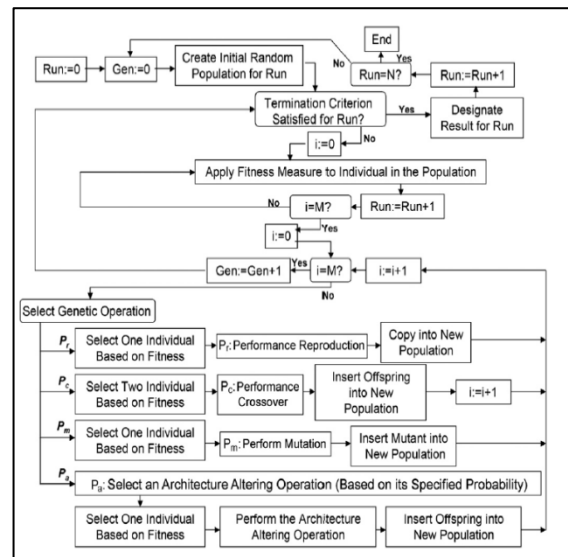 End
Run:=0
Gen:=0
Create Initial Random
Population for Run
No
Run=N?
Yes
Run:=Run+1
Termination Criterion
Satisfied for Run?
Yes
Designate
Result for Run
No
i:=0
Apply Fitness Measure to Individual in the Population
No
i=M?
Run:=Run+1
Yes
i:=0
Gen:=Gen+1
Yes
i=M?
i:=i+1
No
Select Genetic Operation
Pr
Select One Individual
Based on Fitness
Pr: Performance Reproduction
Copy into New
Population
Pc
Select Two Individual
Based on Fitness
Pc: Performance
Crossover
Insert Offspring
into New
Population
i:=i+1
Pm
Select One Individual
Based on Fitness
Pm: Perform Mutation
Insert Mutant into
New Population
Pa
Pa: Select an Architecture Altering Operation (Based on its Specified Probability)
Select One Individual
Based on Fitness
Perform the Architecture
Altering Operation
Insert Offspring into
New Population